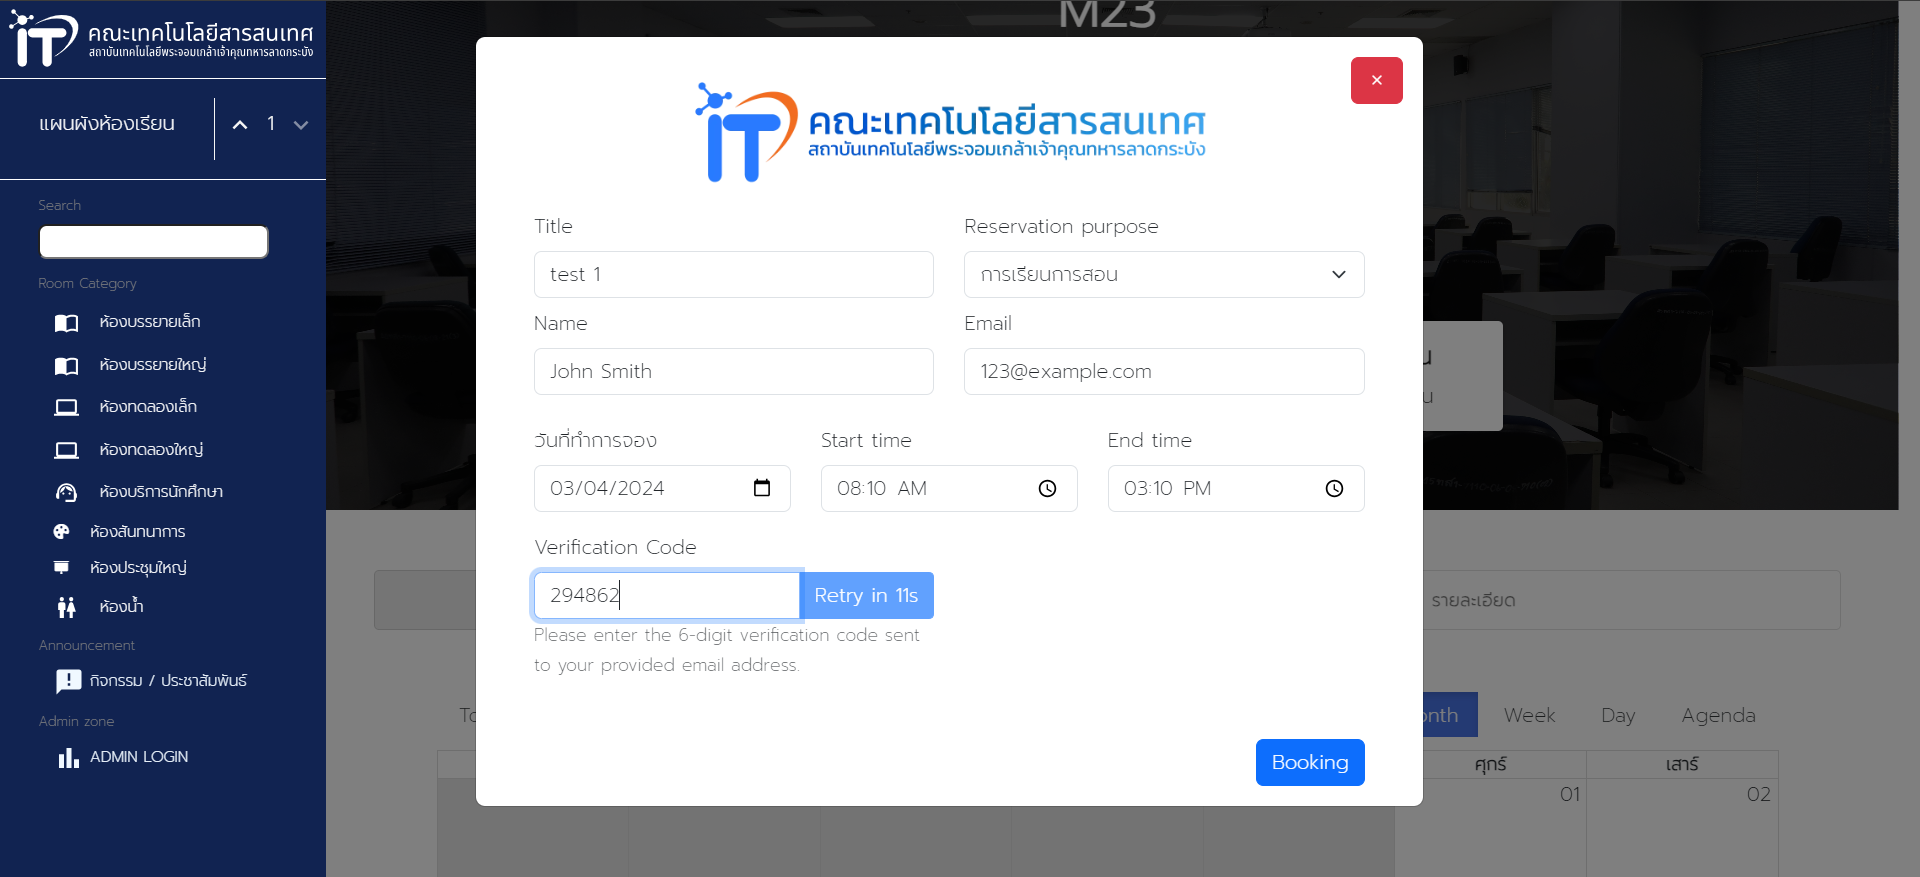 iT คณะเทคโนโลยีสารสนเทศ
สถาบันเทคโนโลยีพระจอมเกล้าเจ้าคุณทหารลาดกระบัง
แผนผังห้องเรียน
1
Search
Room Category
ห้องบรรยายเล็ก
ห้องบรรยายใหญ่
ห้องทดลองเล็ก
ห้องทดลองใหญ่
ห้องบริการนักศึกษา
ห้องสันทนาการ
ห้องประชุมใหญ่
ห้องน้ำ
Announcement
กิจกรรม / ประชาสัมพันธ์
Admin zone
ADMIN LOGIN
M23
×
iT คณะเทคโนโลยีสารสนเทศ
สถาบันเทคโนโลยีพระจอมเกล้าเจ้าคุณทหารลาดกระบัง
Title
Reservation purpose
test 1
การเรียนการสอน
Name
Email
John Smith
123@example.com
วันที่ทำการจอง
Start time
End time
03/04/2024
08:10 AM
03:10 PM
Verification Code
294862
Retry in 11s
Please enter the 6-digit verification code sent
to your provided email address.
Booking
รายละเอียด
Week
Day
Agenda
ศุกร์
เสาร์
01
02